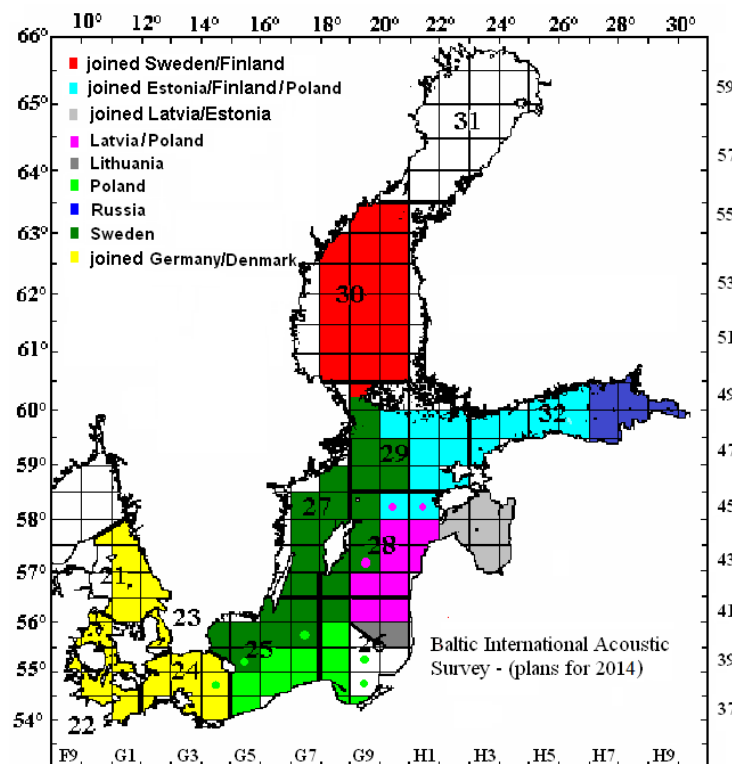 10° 12° 14° 16° 18° 20° 22° 24° 26° 28° 30°
66°
joined Sweden/Finland
joined Estonia/Finland/Poland
59
65°
joined Latvia/Estonia
31
Latvia/Poland
57
Lithuania
64°
Poland
Russia
55
Sweden
63°
joined Germany/Denmark
30
53
62°
51
61°
49
60°
32
29
47
59°
27
45
58°
28
21
43
57°
23
41
56°
25
26
Baltic International Acoustic
Survey - (plans for 2014)
39
55°
24
54°
22
37
F9 G1 G3 G5 G7 G9 H1 H3 H5 H7 H9